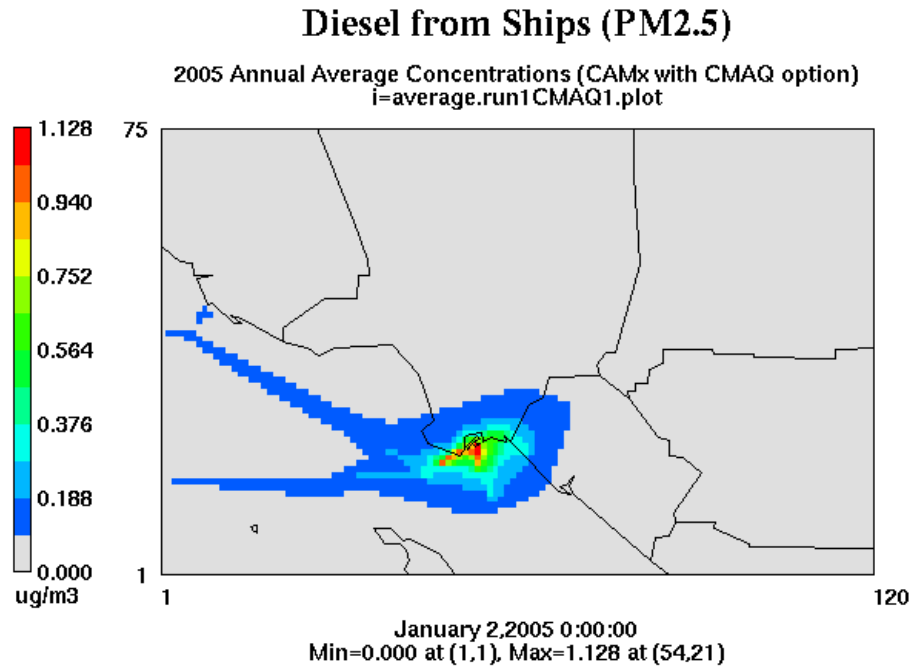 Diesel from Ships (PM2.5)
2005 Annual Average Concentrations (CAMx with CMAQ option)
i=average.run1CMAQ1.plot
1.128
0.940
0.752
0.564
0.376
0.188
0.000
ug/m3
75
1
1
120
January 2,2005 0:00:00
Min=0.000 at (1,1), Max=1.128 at (54,21)